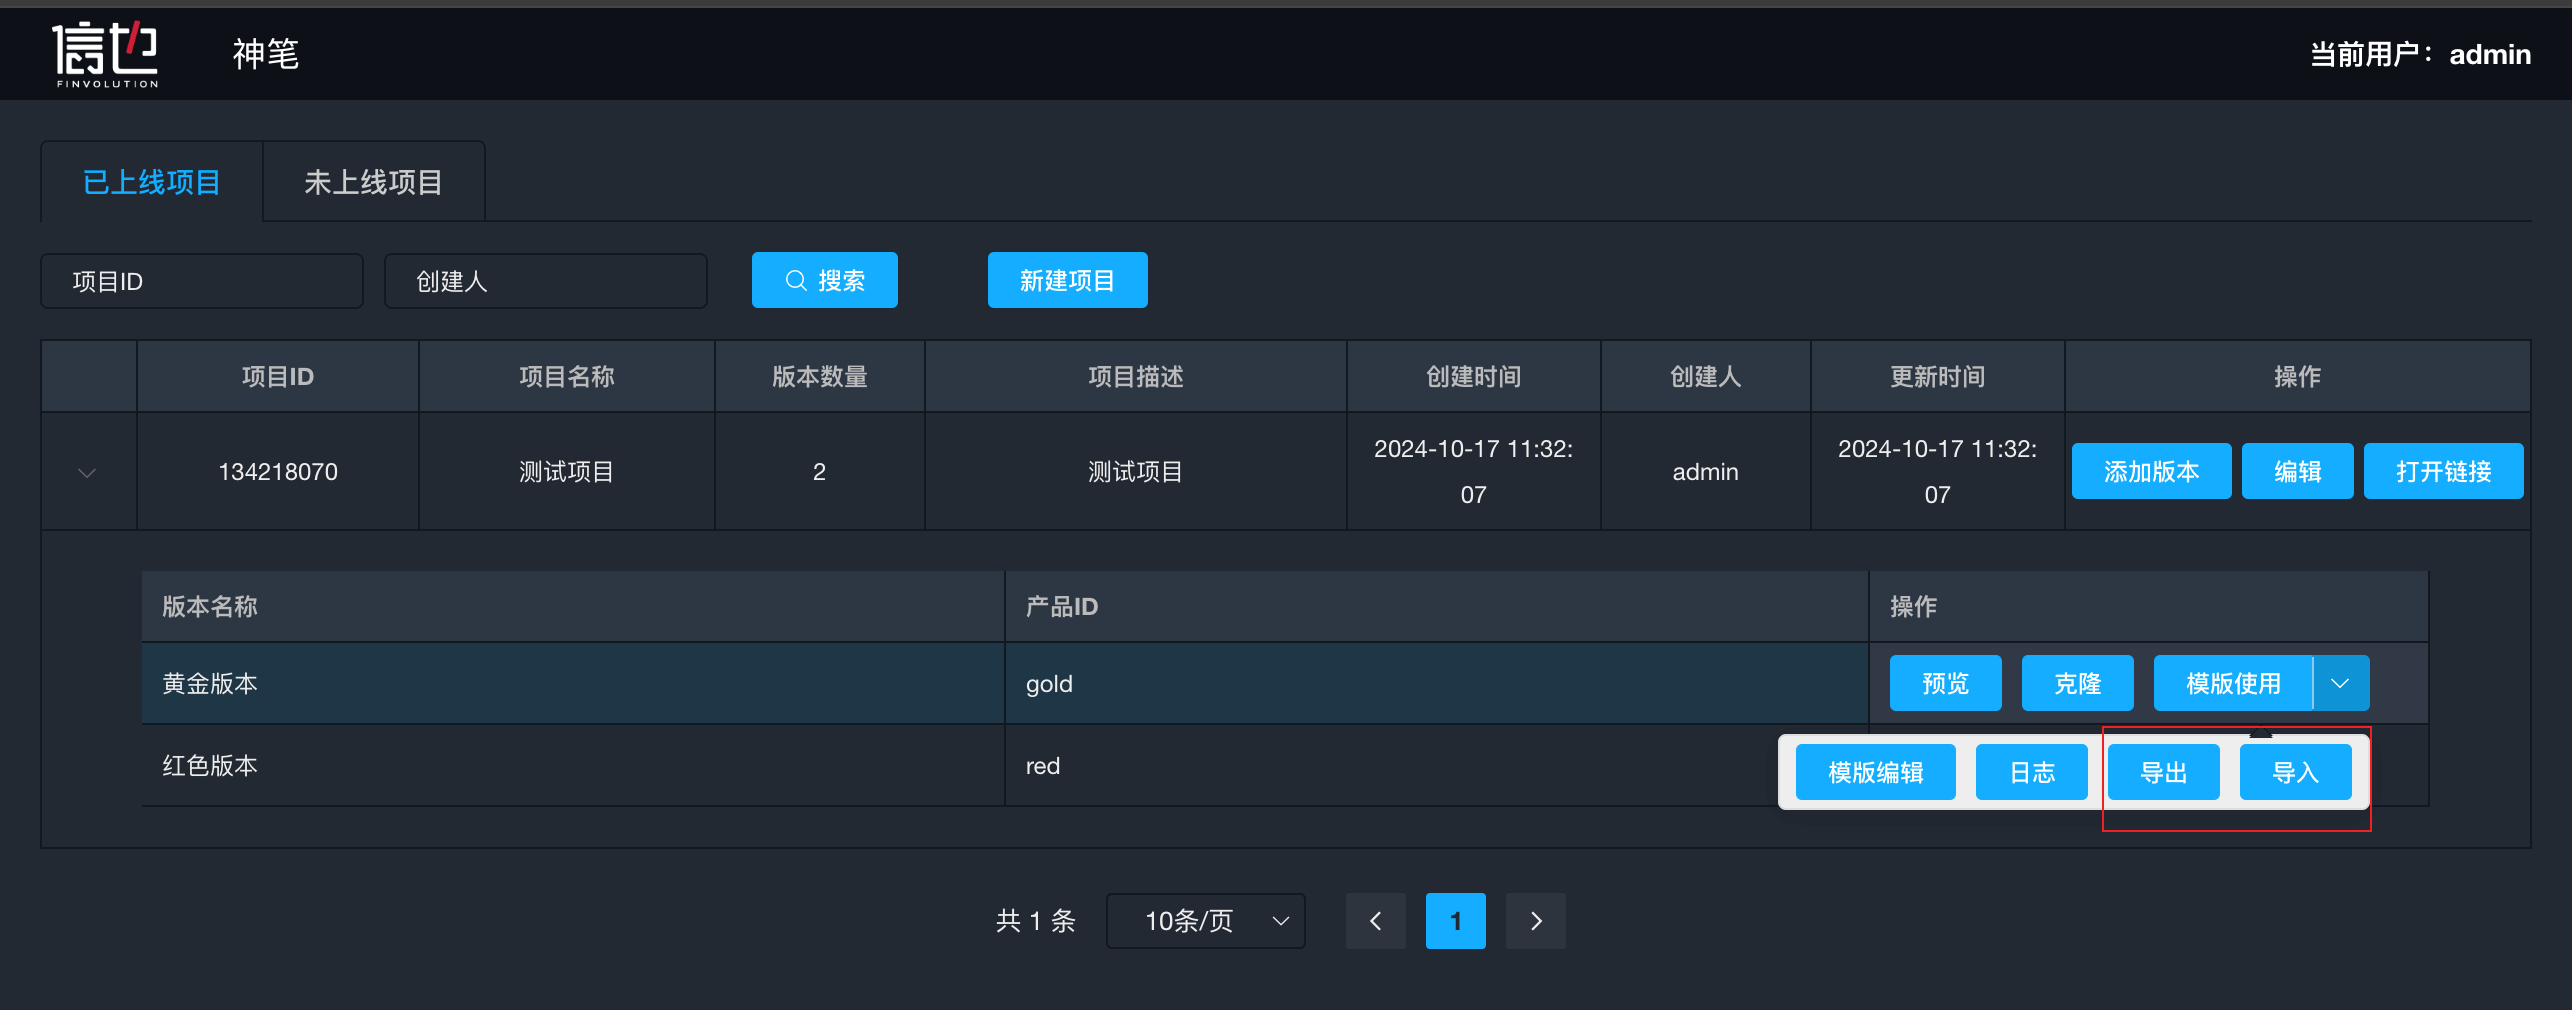 信也
FINVOLUTION
神笔
当前用户：admin
已上线项目
未上线项目
项目ID
创建人
搜索
新建项目
项目ID
项目名称
版本数量
项目描述
创建时间
创建人
更新时间
操作
134218070
测试项目
2
测试项目
2024-10-17 11:32:
07
admin
2024-10-17 11:32:
07
添加版本
编辑
打开链接
版本名称
产品ID
操作
黄金版本
gold
预览
克隆
模版使用
红色版本
red
模版编辑
日志
导出
导入
共 1 条
10条/页
1